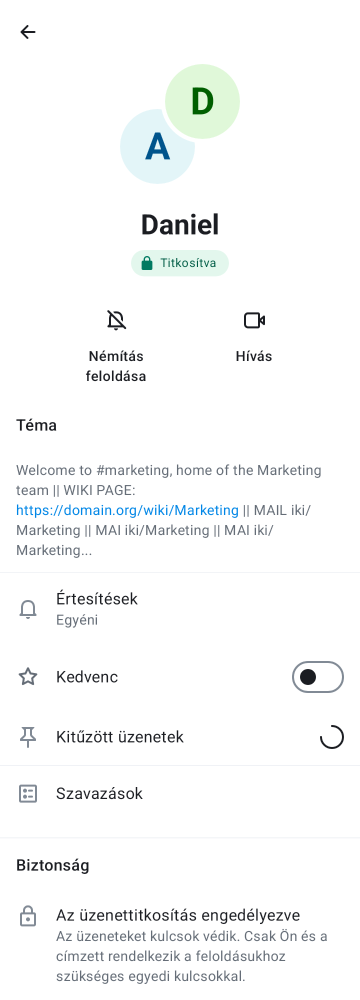 D
A
Daniel
Titkosítva
Némítás
feloldása
Hívás
Téma
Welcome to #marketing, home of the Marketing
team || WIKI PAGE:
https://domain.org/wiki/Marketing || MAIL iki/
Marketing || MAI iki/Marketing || MAI iki/
Marketing...
Értesítések
Egyéni
Kedvenc
Kitűzött üzenetek
Szavazások
Biztonság
Az üzenettitkosítás engedélyezve
Az üzeneteket kulcsok védik. Csak Ön és a
címzett rendelkezik a feloldásukhoz
szükséges egyedi kulcsokkal.